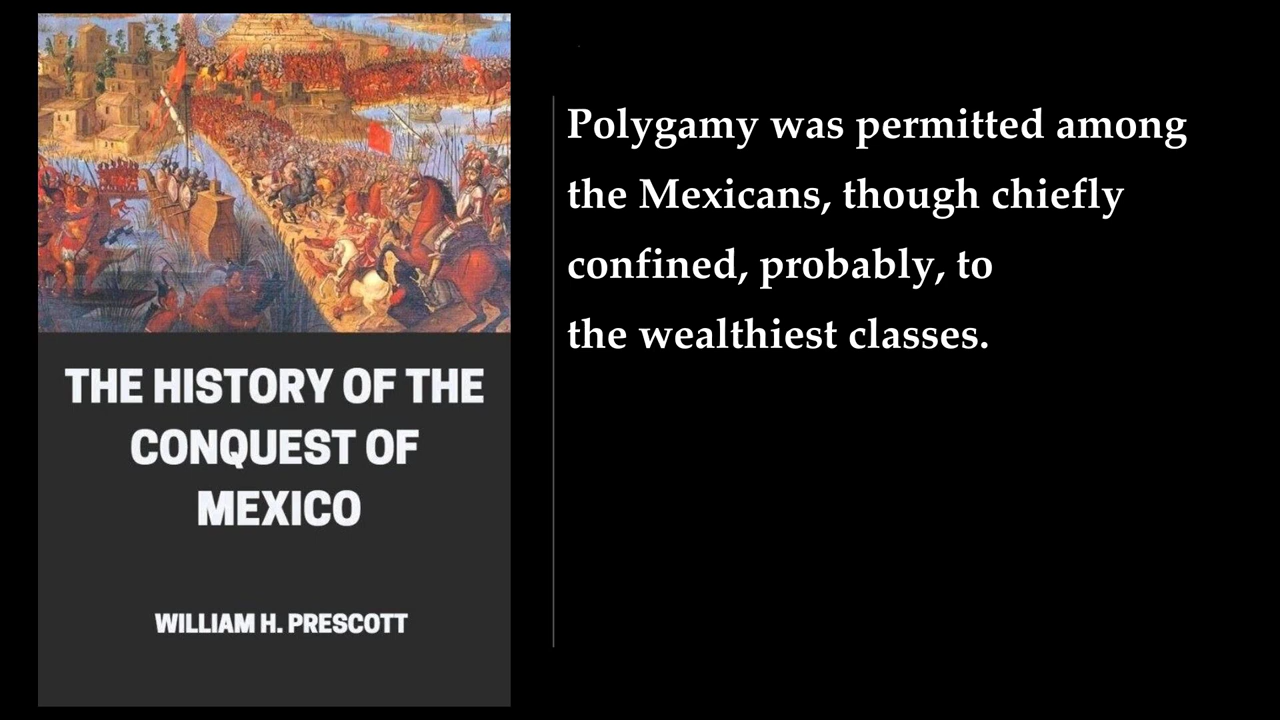 THE HISTORY OF THE
CONQUEST OF
MEXICO
WILLIAM H. PRESCOTT
Polygamy was permitted among
the Mexicans, though chiefly
confined, probably, to
the wealthiest classes.